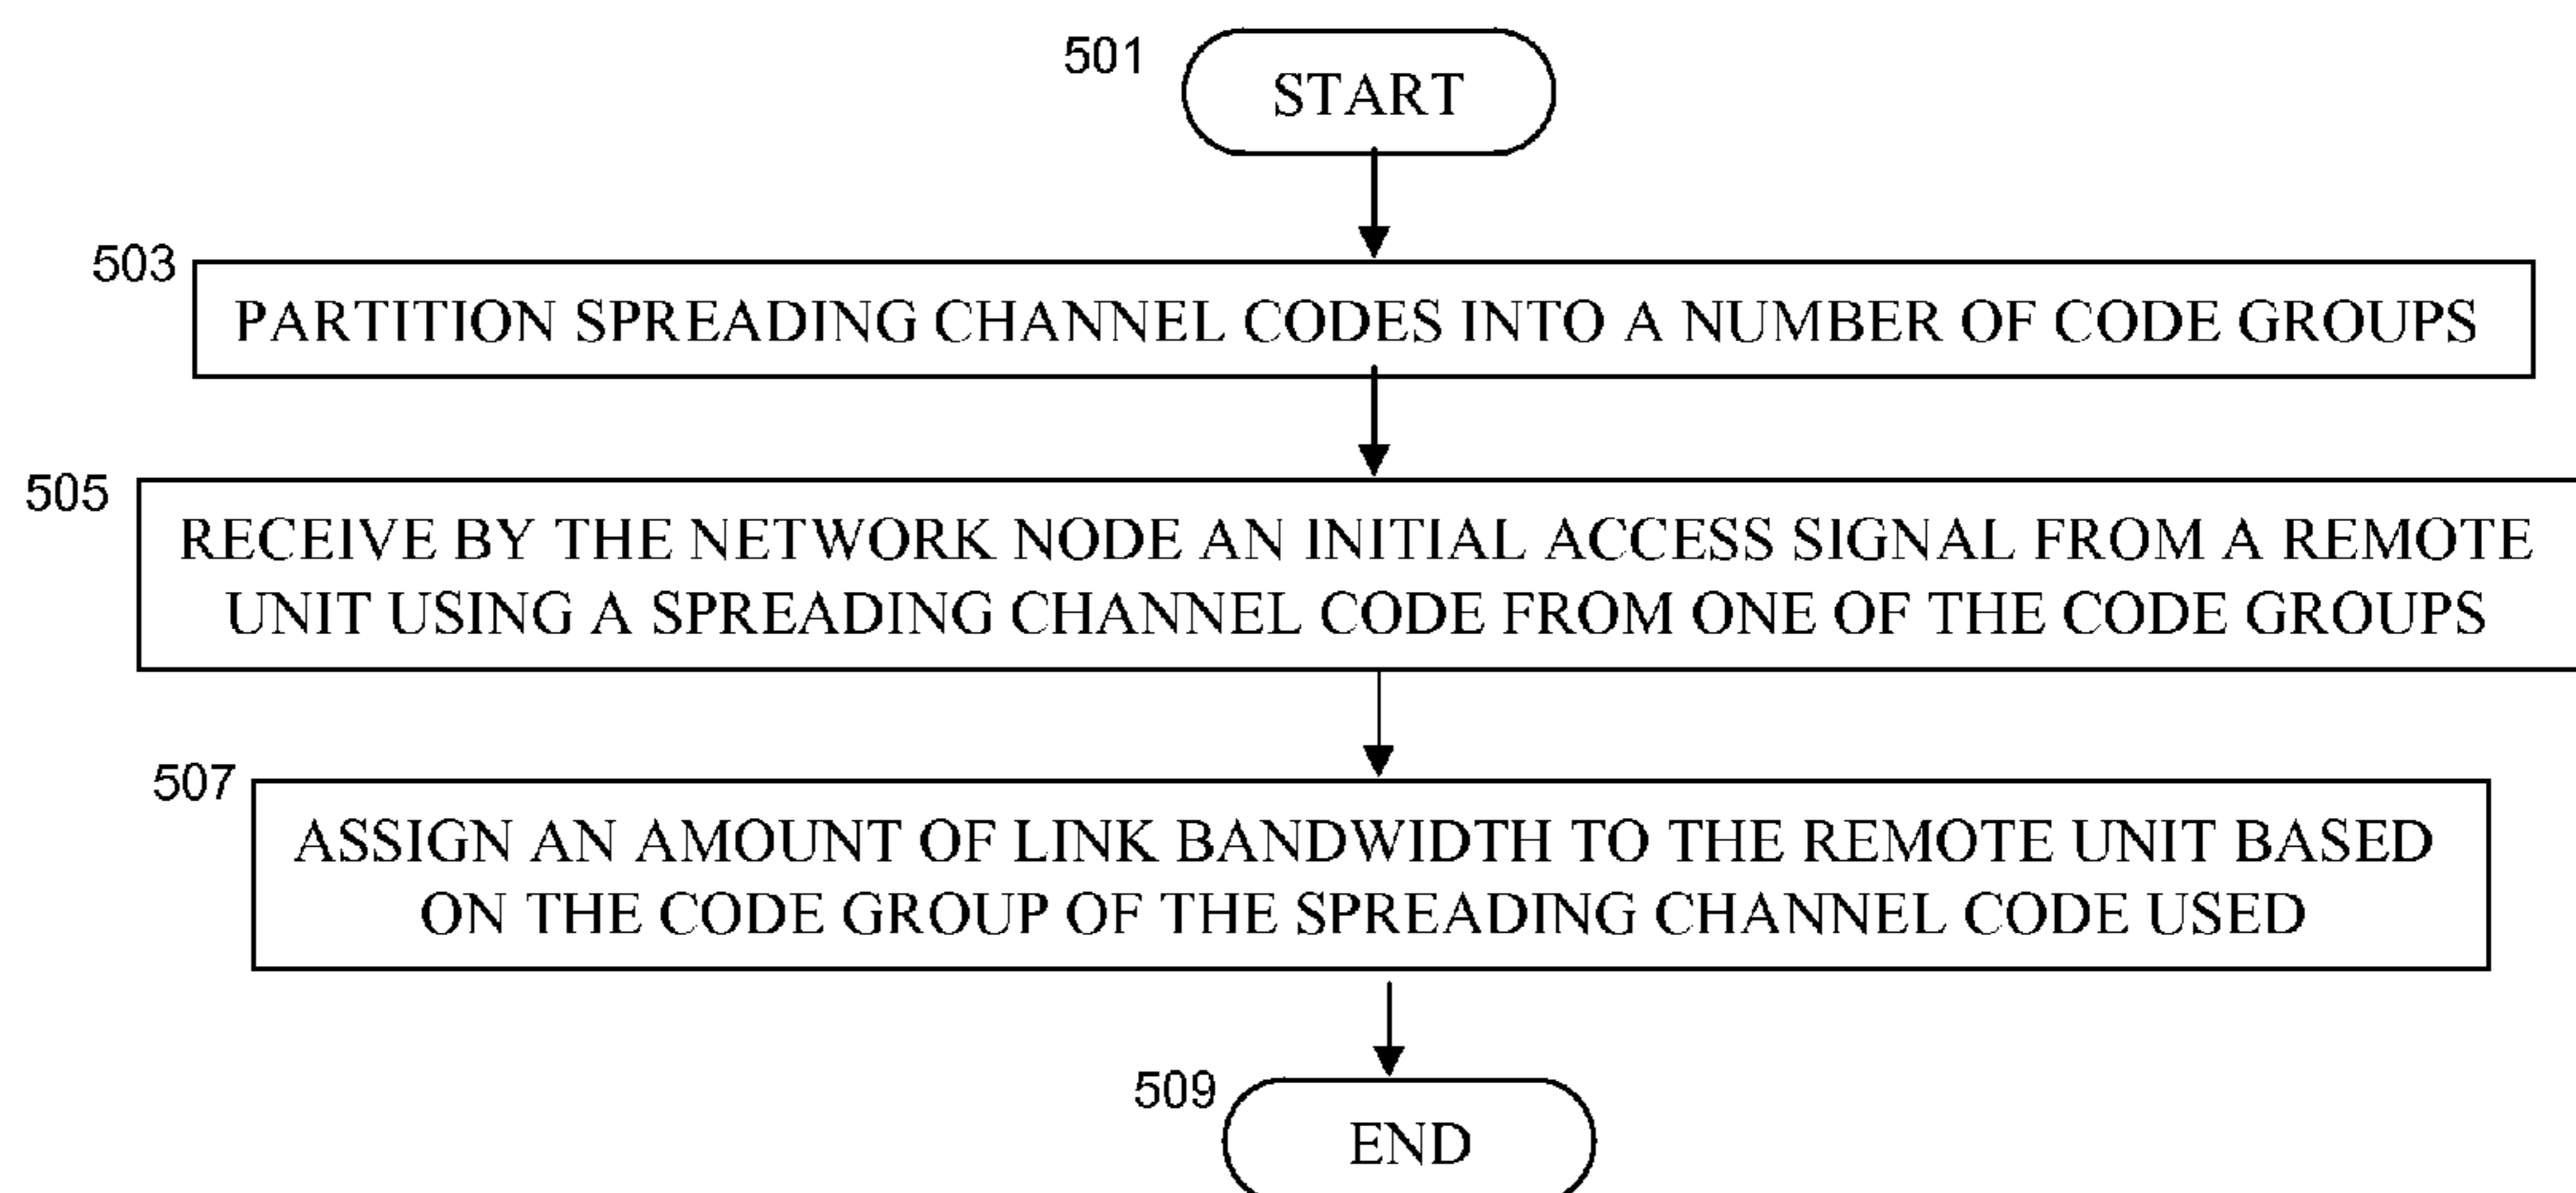 501
START
503
PARTITION SPREADING CHANNEL CODES INTO A NUMBER OF CODE GROUPS
505
RECEIVE BY THE NETWORK NODE AN INITIAL ACCESS SIGNAL FROM A REMOTE
UNIT USING A SPREADING CHANNEL CODE FROM ONE OF THE CODE GROUPS
507
ASSIGN AN AMOUNT OF LINK BANDWIDTH TO THE REMOTE UNIT BASED
ON THE CODE GROUP OF THE SPREADING CHANNEL CODE USED
509
END